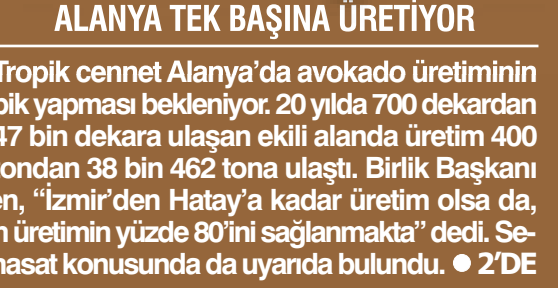 ALANYA TEK BAŞINA ÜRETİYOR
Tropik cennet Alanya’da avokado üretiminin
pik yapması bekleniyor. 20 yılda 700 dekardan
47 bin dekara ulaşan ekili alanda üretim 400
tondan 38 bin 462 tona ulaştı. Birlik Başkanı
en, “İzmir’den Hatay’a kadar üretim olsa da,
n üretimin yüzde 80’ini sağlanmakta” dedi. Se-
hasat konusunda da uyarıda bulundu. ● 2’DE